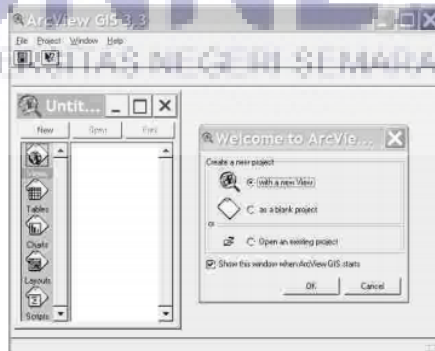 ArcView GIS 3.3
File Project Window Help
Untit...
New Open Print
Views
Tables
Charts
Layouts
Scripts
Welcome to ArcVie...
Create a new project
with a new View
as a blank project
or
Open an existing project
Show this window when ArcView GIS starts
OK Cancel